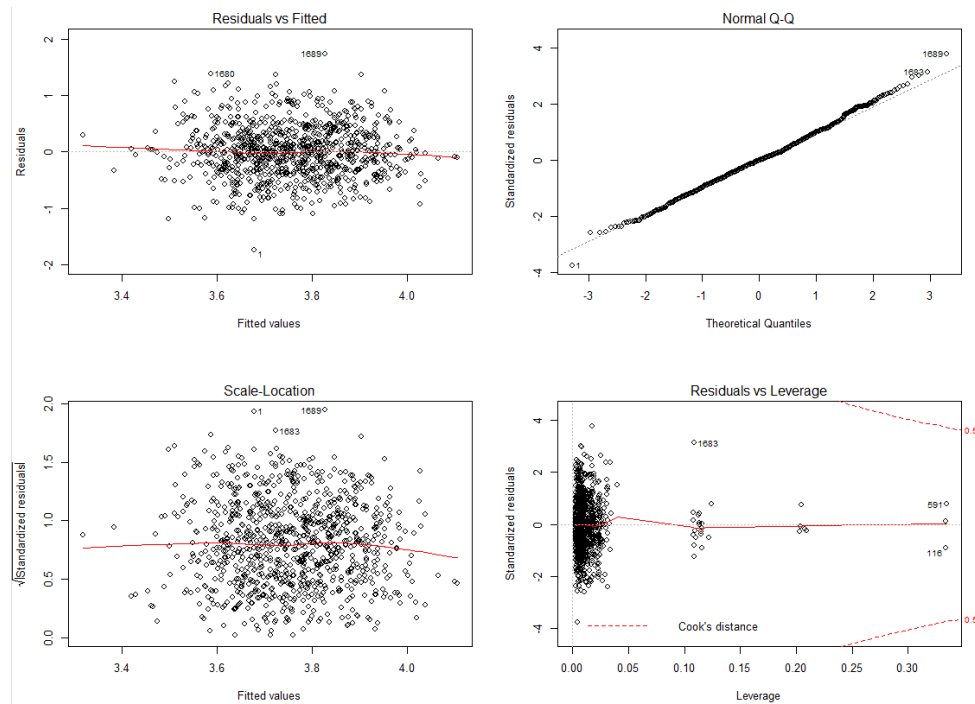 Residuals vs Fitted
Residuals
2
1
0
-1
-2
1689
1680
1
3.4 3.6 3.8 4.0
Fitted values
Normal Q-Q
Standardized residuals
4
2
0
-2
-4
1689
1683
1
-3 -2 -1 0 1 2 3
Theoretical Quantiles
Scale-Location
√|Standardized residuals|
2.0
1.5
1.0
0.5
0.0
1
1689
1683
3.4 3.6 3.8 4.0
Fitted values
Residuals vs Leverage
Standardized residuals
4
2
0
-2
-4
1683
591
116
0.5
0.5
Cook's distance
0.00 0.05 0.10 0.15 0.20 0.25 0.30
Leverage